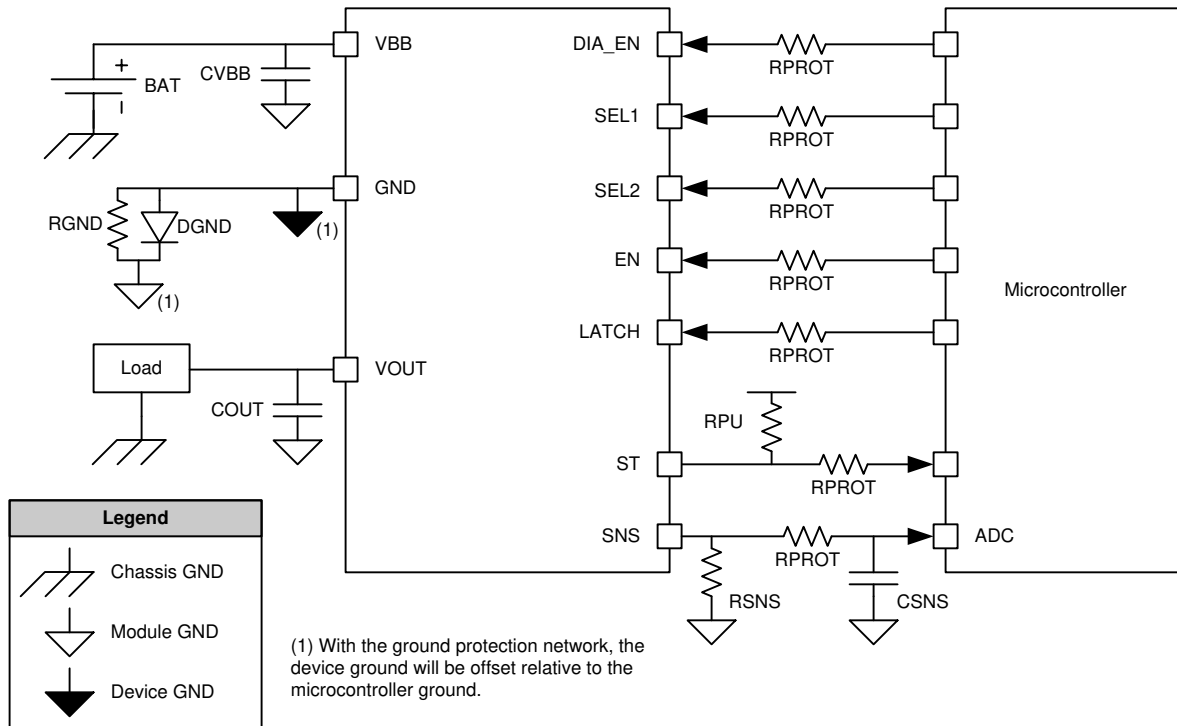 VBB
DIA_EN
RPROT
+
BAT
CVBB
SEL1
RPROT
GND
SEL2
RPROT
RGND
DGND
(1)
(1)
EN
RPROT
Microcontroller
LATCH
RPROT
Load
VOUT
COUT
RPU
ST
RPROT
SNS
RPROT
ADC
RSNS
CSNS
Legend
Chassis GND
Module GND
Device GND
(1) With the ground protection network, the
device ground will be offset relative to the
microcontroller ground.